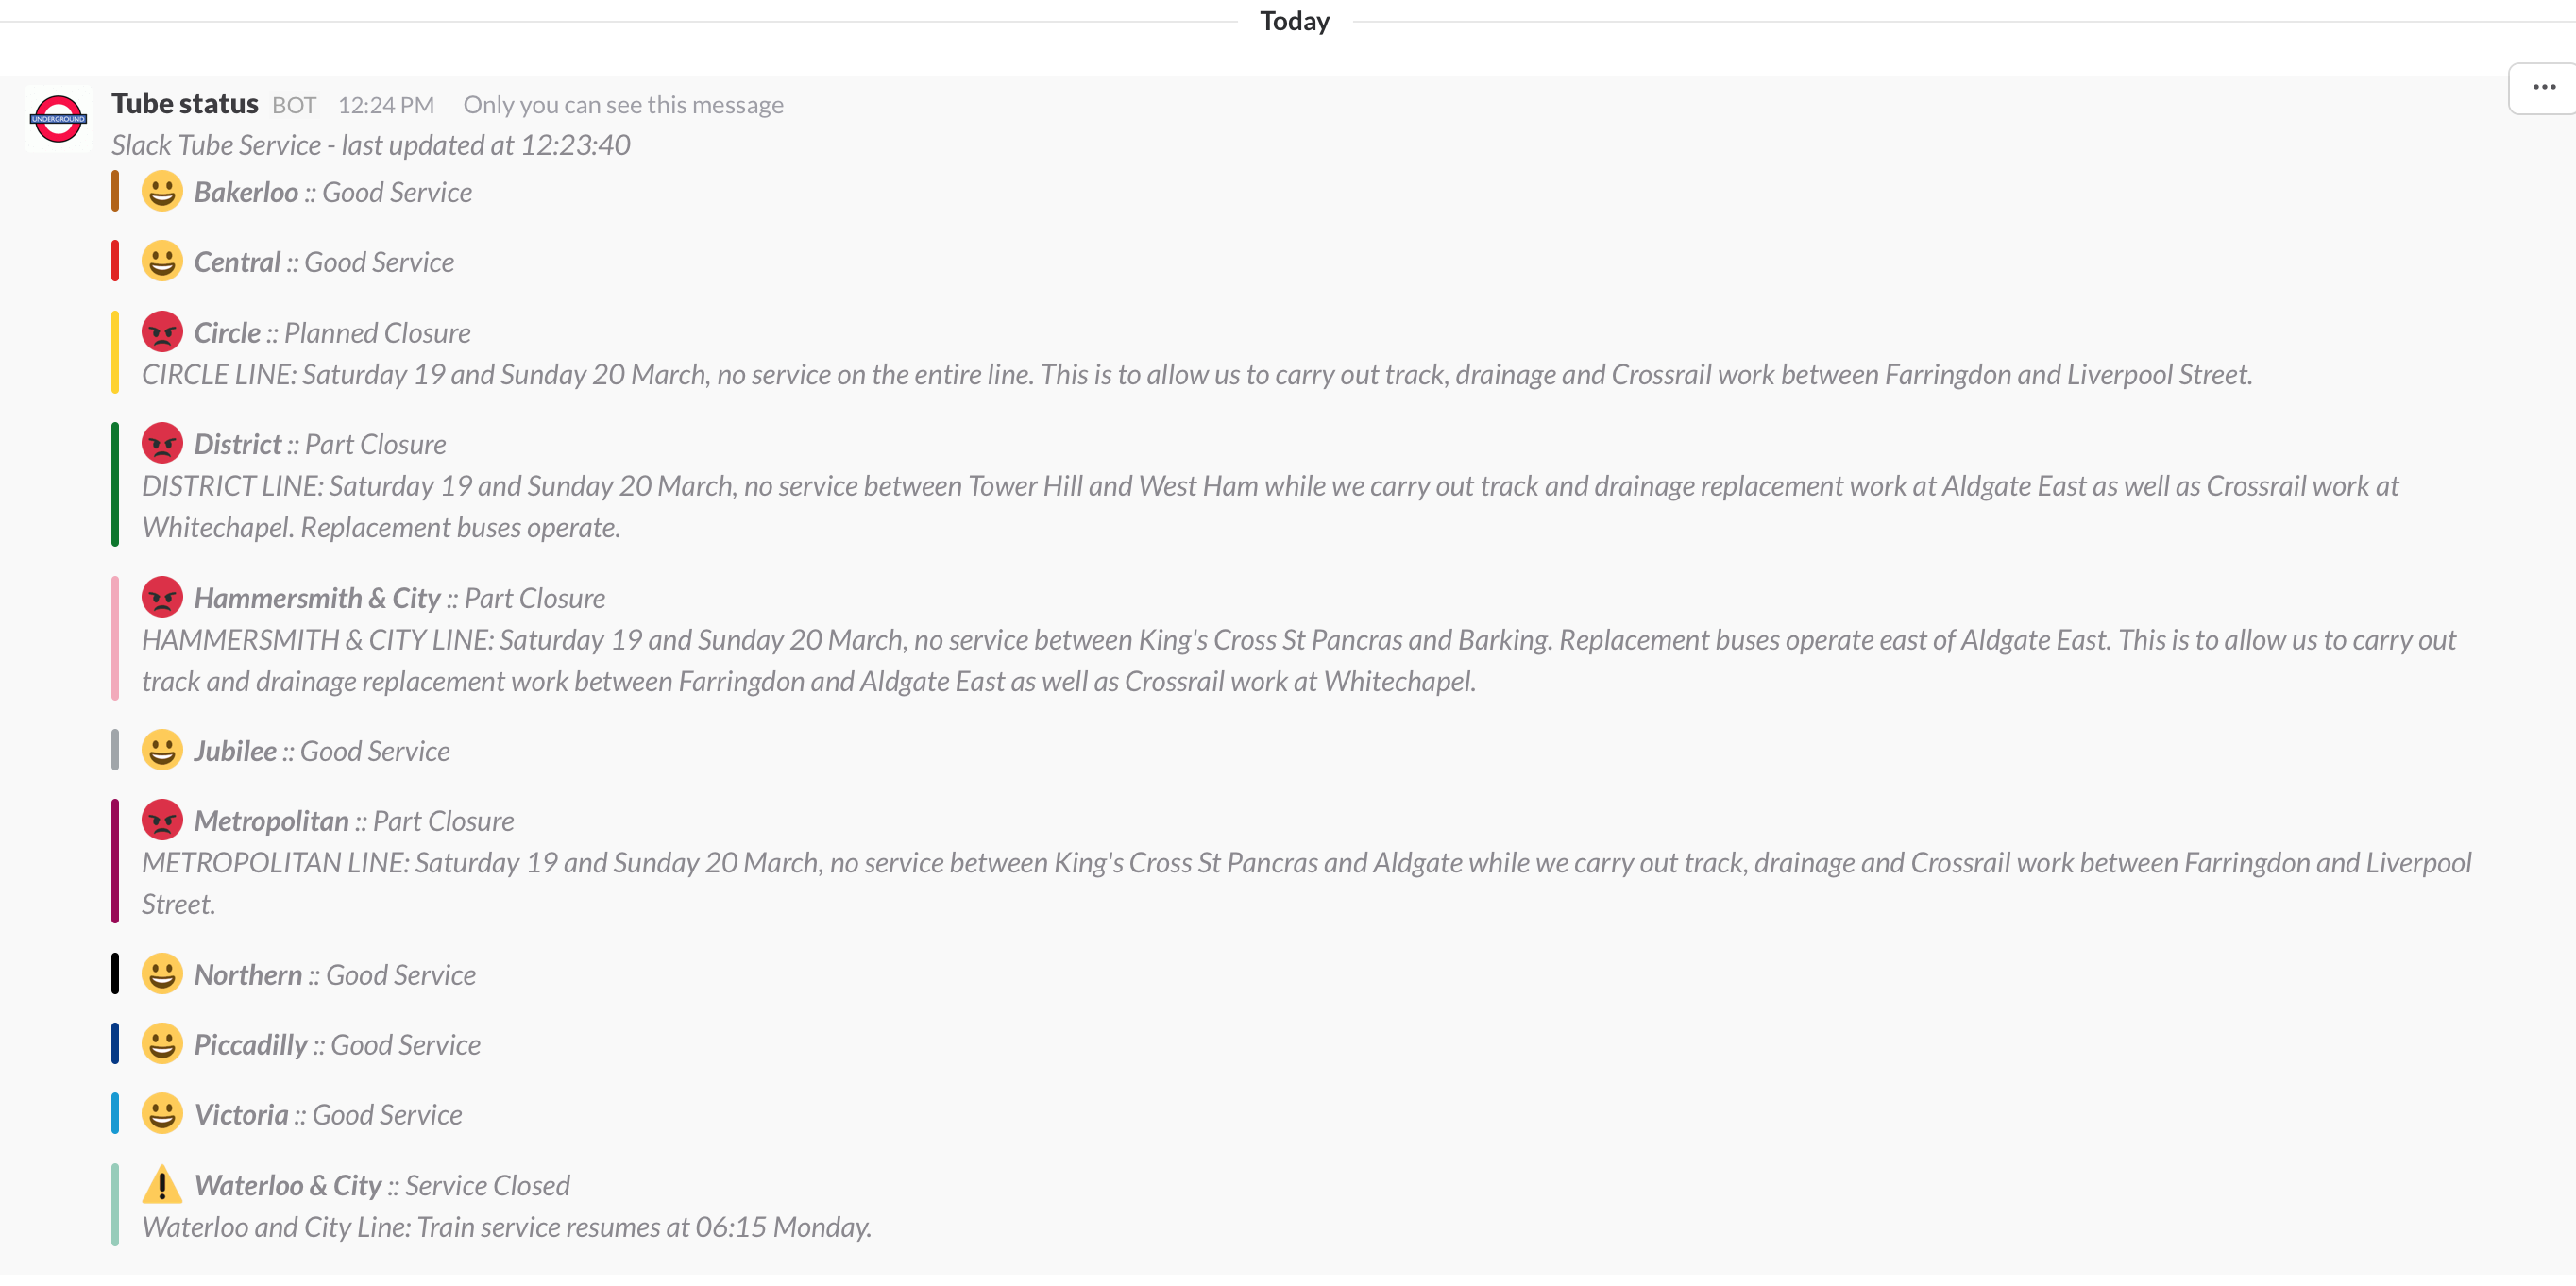 Today
Tube status BOT 12:24 PM Only you can see this message
UNDERGROUND
Slack Tube Service - last updated at 12:23:40
Bakerloo :: Good Service
Central :: Good Service
Circle :: Planned Closure
CIRCLE LINE: Saturday 19 and Sunday 20 March, no service on the entire line. This is to allow us to carry out track, drainage and Crossrail work between Farringdon and Liverpool Street.
District :: Part Closure
DISTRICT LINE: Saturday 19 and Sunday 20 March, no service between Tower Hill and West Ham while we carry out track and drainage replacement work at Aldgate East as well as Crossrail work at
Whitechapel. Replacement buses operate.
Hammersmith & City :: Part Closure
HAMMERSMITH & CITY LINE: Saturday 19 and Sunday 20 March, no service between King's Cross St Pancras and Barking. Replacement buses operate east of Aldgate East. This is to allow us to carry out
track and drainage replacement work between Farringdon and Aldgate East as well as Crossrail work at Whitechapel.
Jubilee :: Good Service
Metropolitan :: Part Closure
METROPOLITAN LINE: Saturday 19 and Sunday 20 March, no service between King's Cross St Pancras and Aldgate while we carry out track, drainage and Crossrail work between Farringdon and Liverpool
Street.
Northern :: Good Service
Piccadilly :: Good Service
Victoria :: Good Service
Waterloo & City :: Service Closed
Waterloo and City Line: Train service resumes at 06:15 Monday.